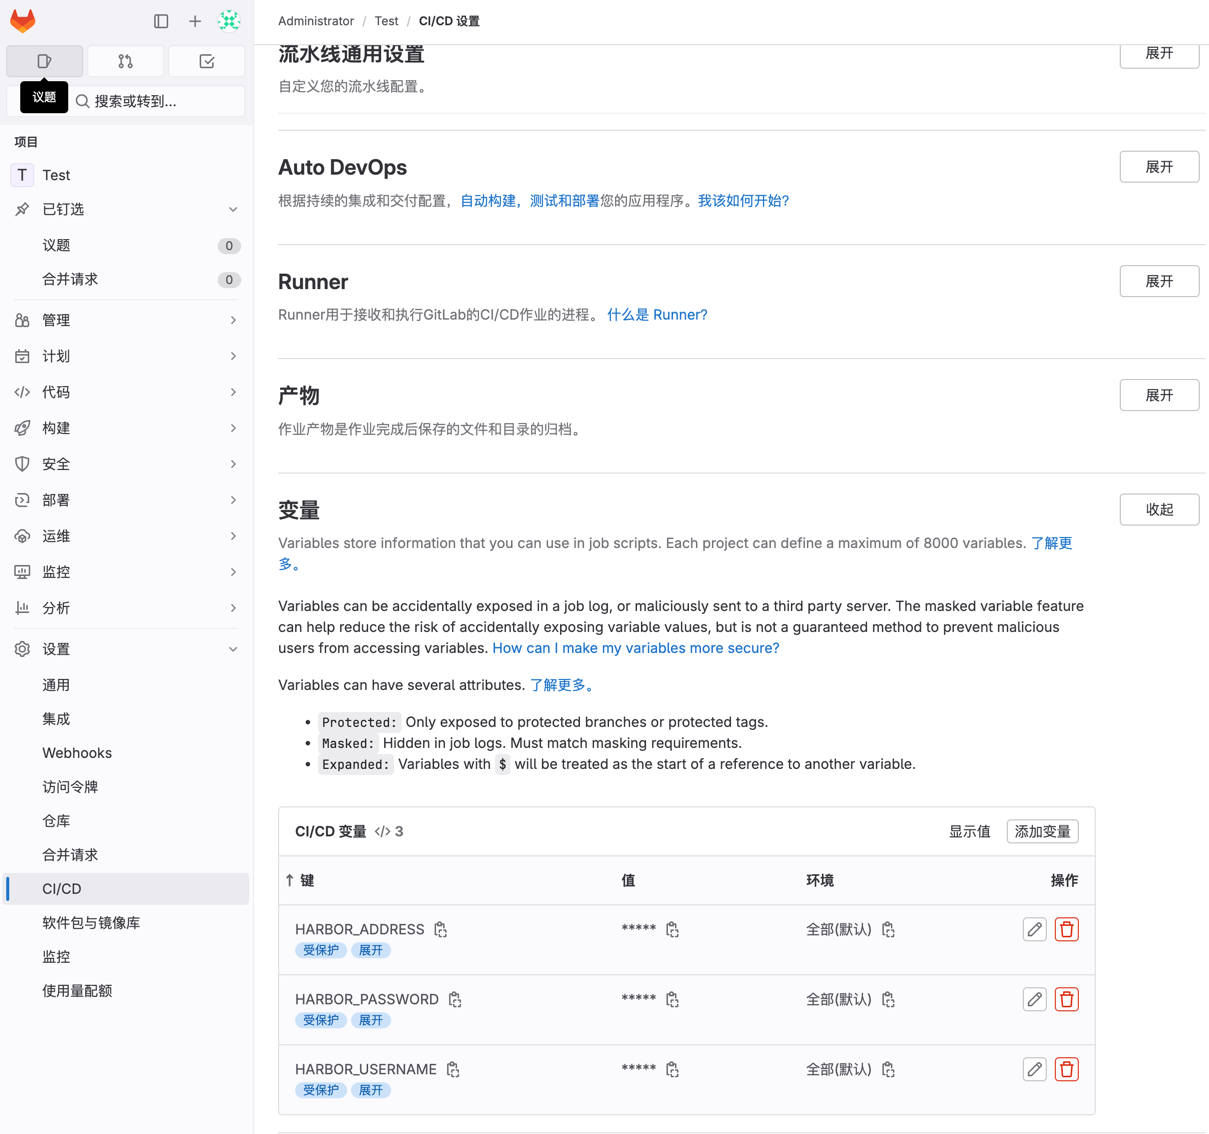 Administrator / Test / CI/CD 设置
议题
搜索或转到...
项目
T Test
已钉选
议题 0
合并请求 0
管理
计划
代码
构建
安全
部署
运维
监控
分析
设置
通用
集成
Webhooks
访问令牌
仓库
合并请求
CI/CD
软件包与镜像库
监控
使用量配额
流水线通用设置
展开
自定义您的流水线配置。
Auto DevOps
展开
根据持续的集成和交付配置，自动构建，测试和部署您的应用程序。我该如何开始?
Runner
展开
Runner用于接收和执行GitLab的CI/CD作业的进程。 什么是 Runner?
产物
展开
作业产物是作业完成后保存的文件和目录的归档。
变量
收起
Variables store information that you can use in job scripts. Each project can define a maximum of 8000 variables. 了解更
多。
Variables can be accidentally exposed in a job log, or maliciously sent to a third party server. The masked variable feature
can help reduce the risk of accidentally exposing variable values, but is not a guaranteed method to prevent malicious
users from accessing variables. How can I make my variables more secure?
Variables can have several attributes. 了解更多。
• Protected: Only exposed to protected branches or protected tags.
• Masked: Hidden in job logs. Must match masking requirements.
• Expanded: Variables with $ will be treated as the start of a reference to another variable.
CI/CD 变量 </> 3 显示值 添加变量
↑ 键 值 环境 操作
HARBOR_ADDRESS ***** 全部(默认)
受保护 展开
HARBOR_PASSWORD ***** 全部(默认)
受保护 展开
HARBOR_USERNAME ***** 全部(默认)
受保护 展开